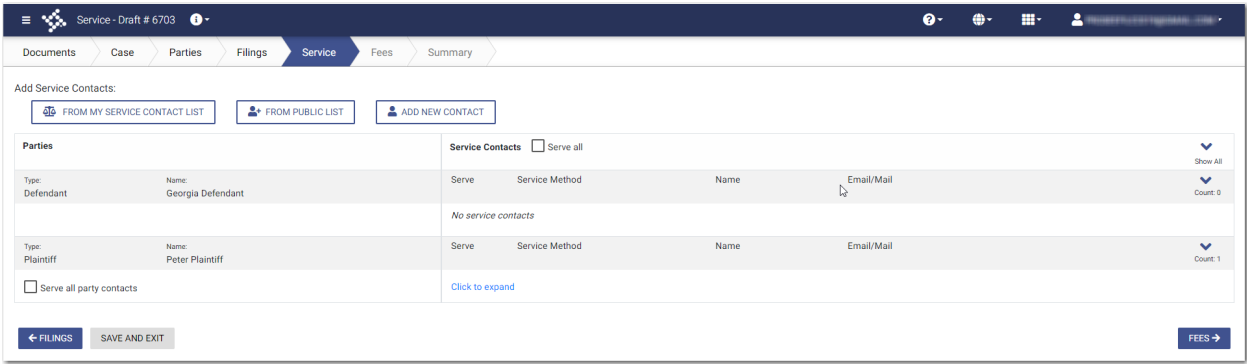 Service - Draft # 6703
Documents Case Parties Filings Service Fees Summary
Add Service Contacts:
FROM MY SERVICE CONTACT LIST FROM PUBLIC LIST ADD NEW CONTACT
Parties Service Contacts Serve all
Show All
Type: Name: Serve Service Method Name Email/Mail
Defendant Georgia Defendant Count: 0
No service contacts
Type: Name: Serve Service Method Name Email/Mail
Plaintiff Peter Plaintiff Count: 1
Serve all party contacts Click to expand
FILINGS SAVE AND EXIT FEES